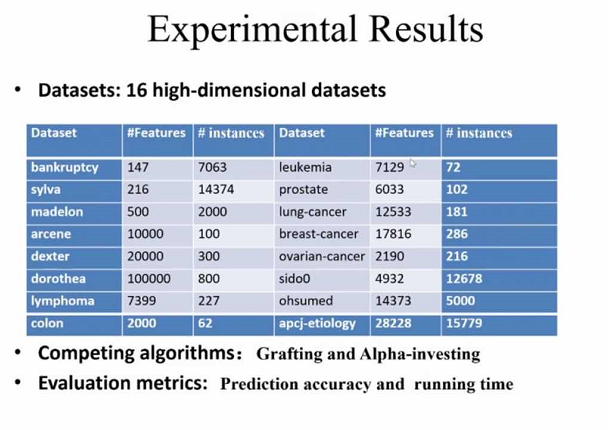 Experimental Results
• Datasets: 16 high-dimensional datasets
Dataset #Features # instances Dataset #Features # instances
bankruptcy 147 7063 leukemia 7129 72
sylva 216 14374 prostate 6033 102
madelon 500 2000 lung-cancer 12533 181
arcene 10000 100 breast-cancer 17816 286
dexter 20000 300 ovarian-cancer 2190 216
dorothea 100000 800 sido0 4932 12678
lymphoma 7399 227 ohsumed 14373 5000
colon 2000 62 apcj-etiology 28228 15779
• Competing algorithms: Grafting and Alpha-investing
• Evaluation metrics: Prediction accuracy and running time